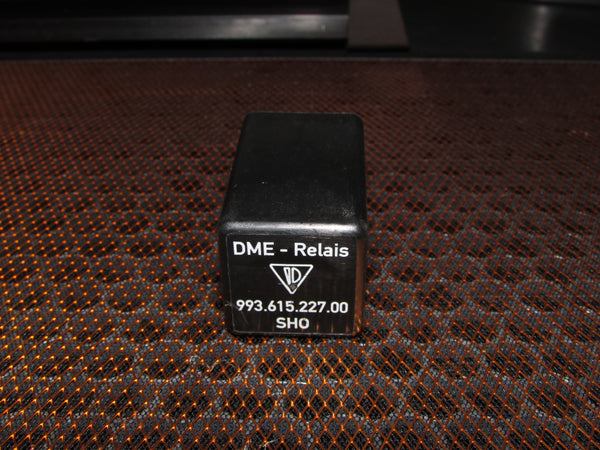 DME - Relais
993.615.227.00
SHO